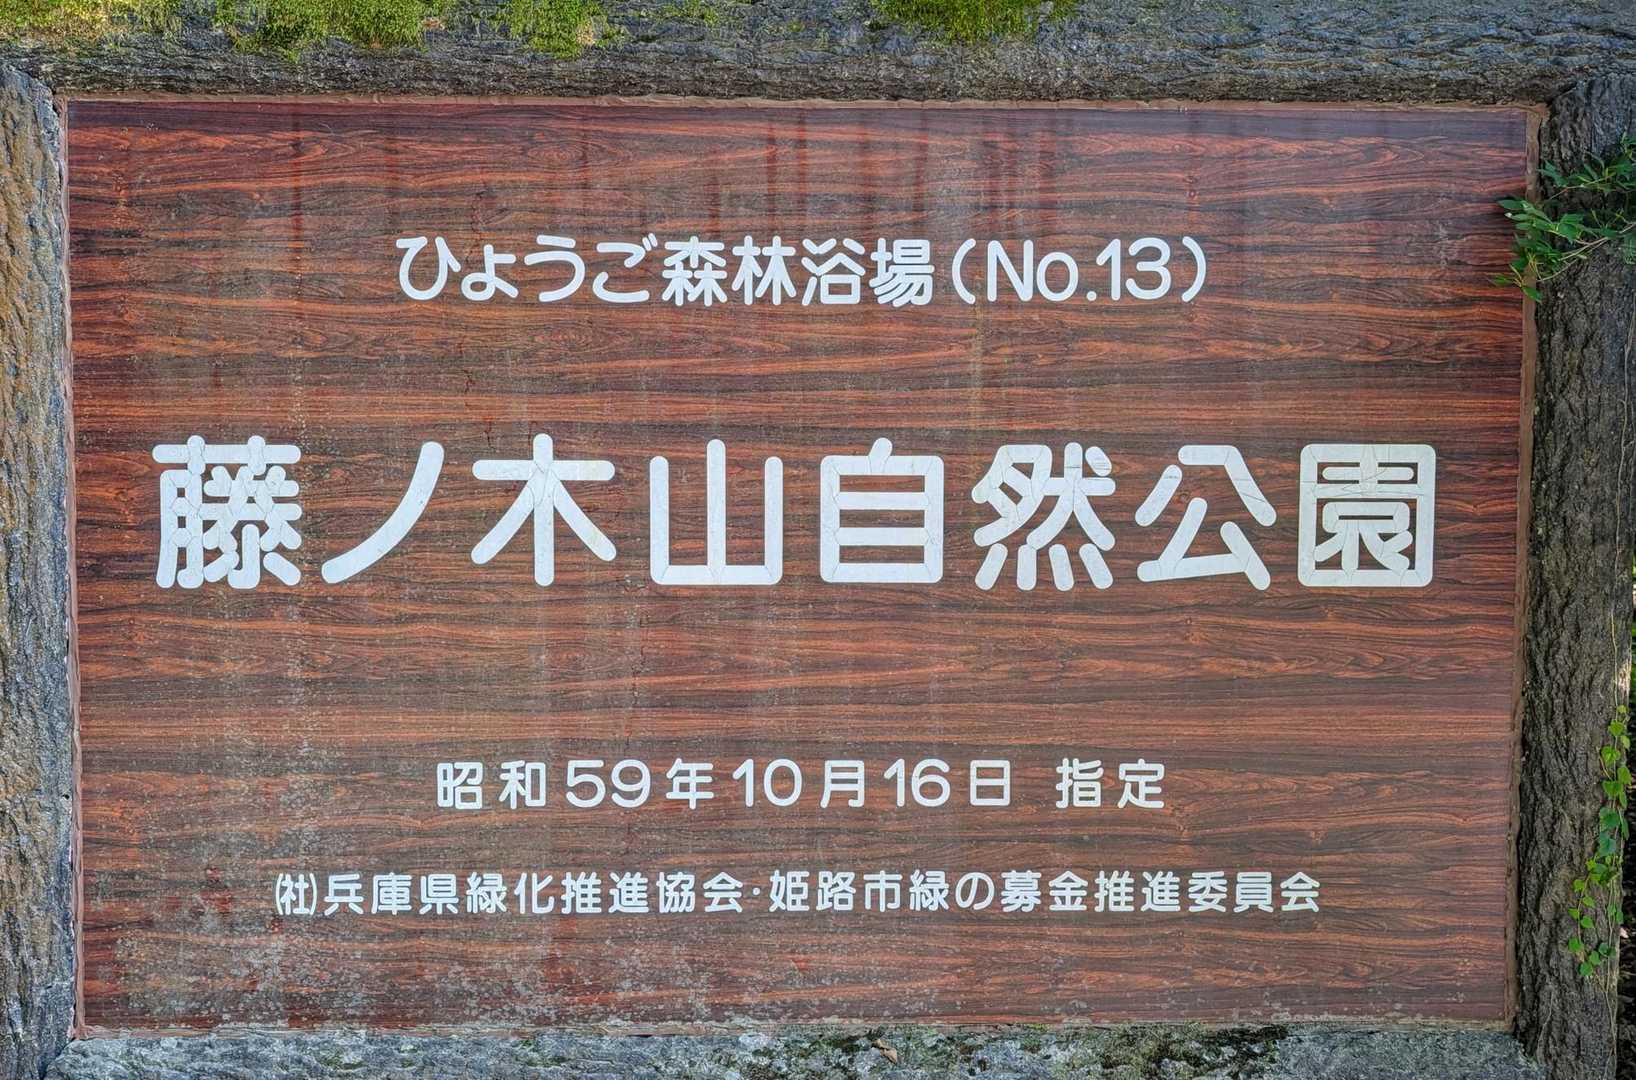 ひょうご森林浴場(No.13)
藤ノ木山自然公園
昭和59年10月16日 指定
㈳兵庫県緑化推進協会・姫路市緑の募金推進委員会